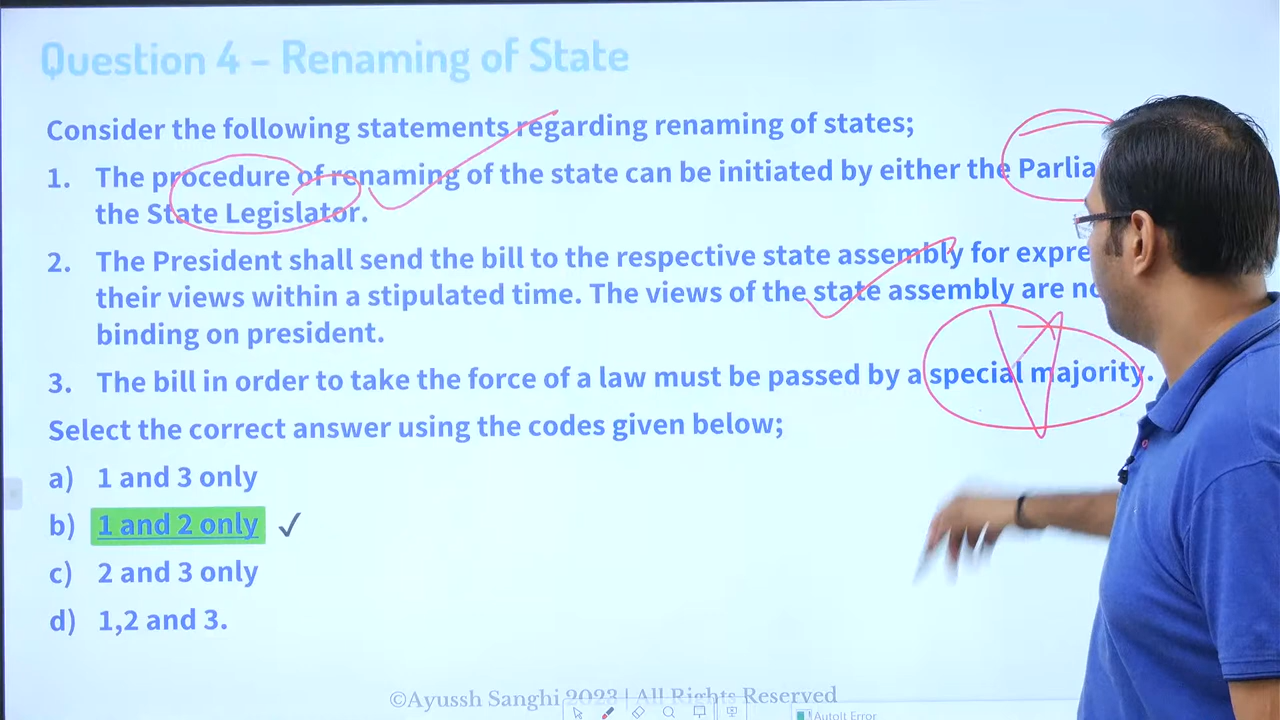 Question 4 – Renaming of State
Consider the following statements regarding renaming of states;
1. The procedure of renaming of the state can be initiated by either the Parlia
the State Legislator.
2. The President shall send the bill to the respective state assembly for expre
their views within a stipulated time. The views of the state assembly are no
binding on president.
3. The bill in order to take the force of a law must be passed by a special majority.
Select the correct answer using the codes given below;
a) 1 and 3 only
b) 1 and 2 only ✓
c) 2 and 3 only
d) 1,2 and 3.
©Ayussh Sanghi 2023 | All Rights Reserved
AutoIt Error